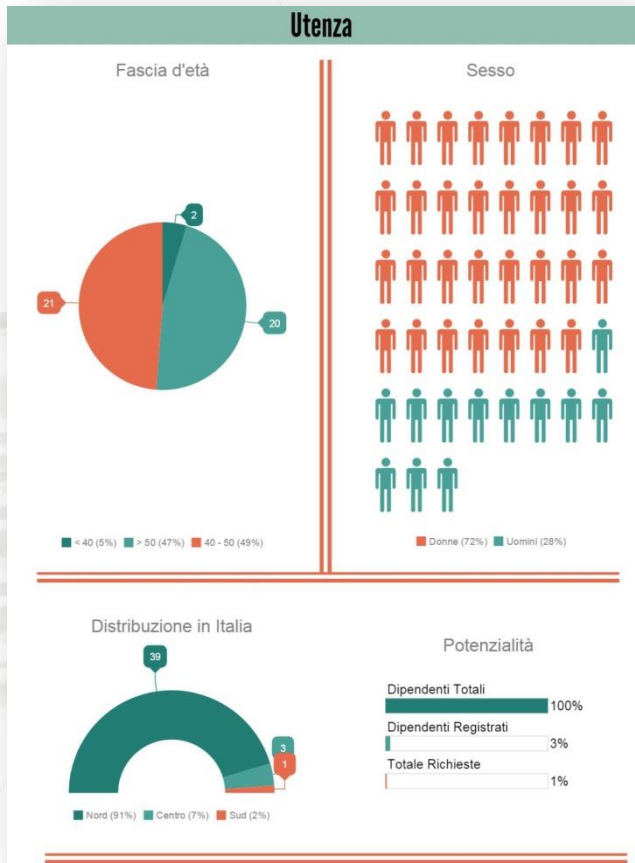 Utenza
Fascia d'età
2
21
20
< 40 (5%) > 50 (47%) 40 - 50 (49%)
Sesso
Donne (72%) Uomini (28%)
Distribuzione in Italia
39
3
1
Nord (91%) Centro (7%) Sud (2%)
Potenzialità
Dipendenti Totali
100%
Dipendenti Registrati
3%
Totale Richieste
1%